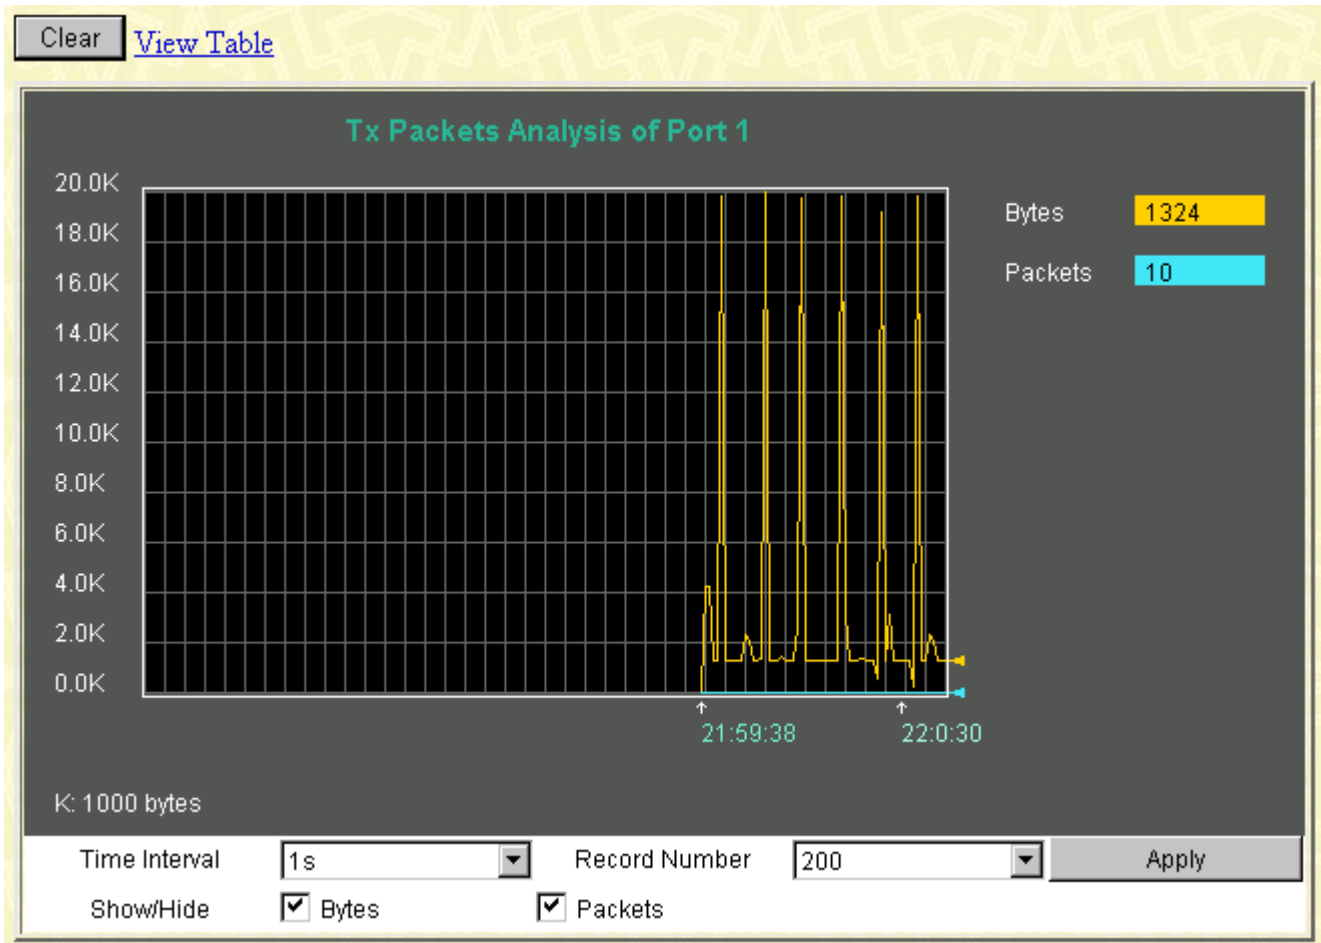 Clear View Table
Tx Packets Analysis of Port 1
20.0K
18.0K
16.0K
14.0K
12.0K
10.0K
8.0K
6.0K
4.0K
2.0K
0.0K
Bytes 1324
Packets 10
21:59:38 22:0:30
K: 1000 bytes
Time Interval 1s Record Number 200 Apply
Show/Hide Bytes Packets